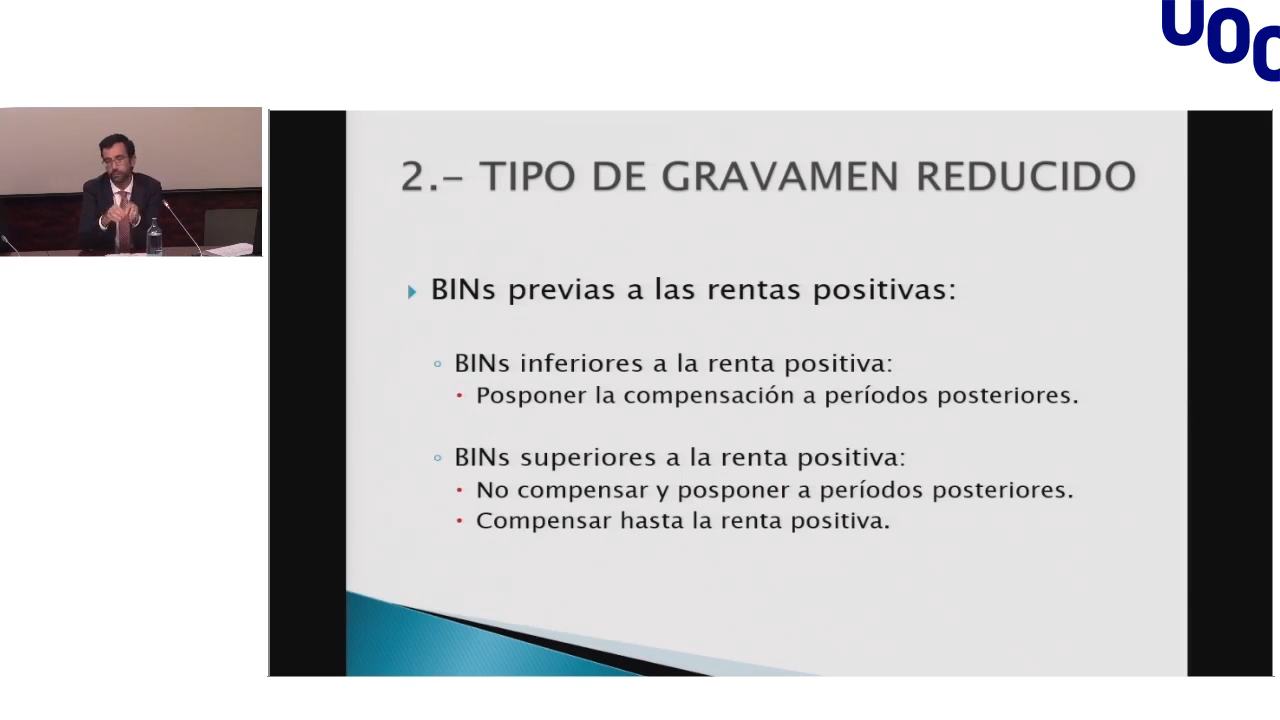 UOC
2.- TIPO DE GRAVAMEN REDUCIDO
BINs previas a las rentas positivas:
BINs inferiores a la renta positiva:
Posponer la compensación a períodos posteriores.
BINs superiores a la renta positiva:
No compensar y posponer a períodos posteriores.
Compensar hasta la renta positiva.